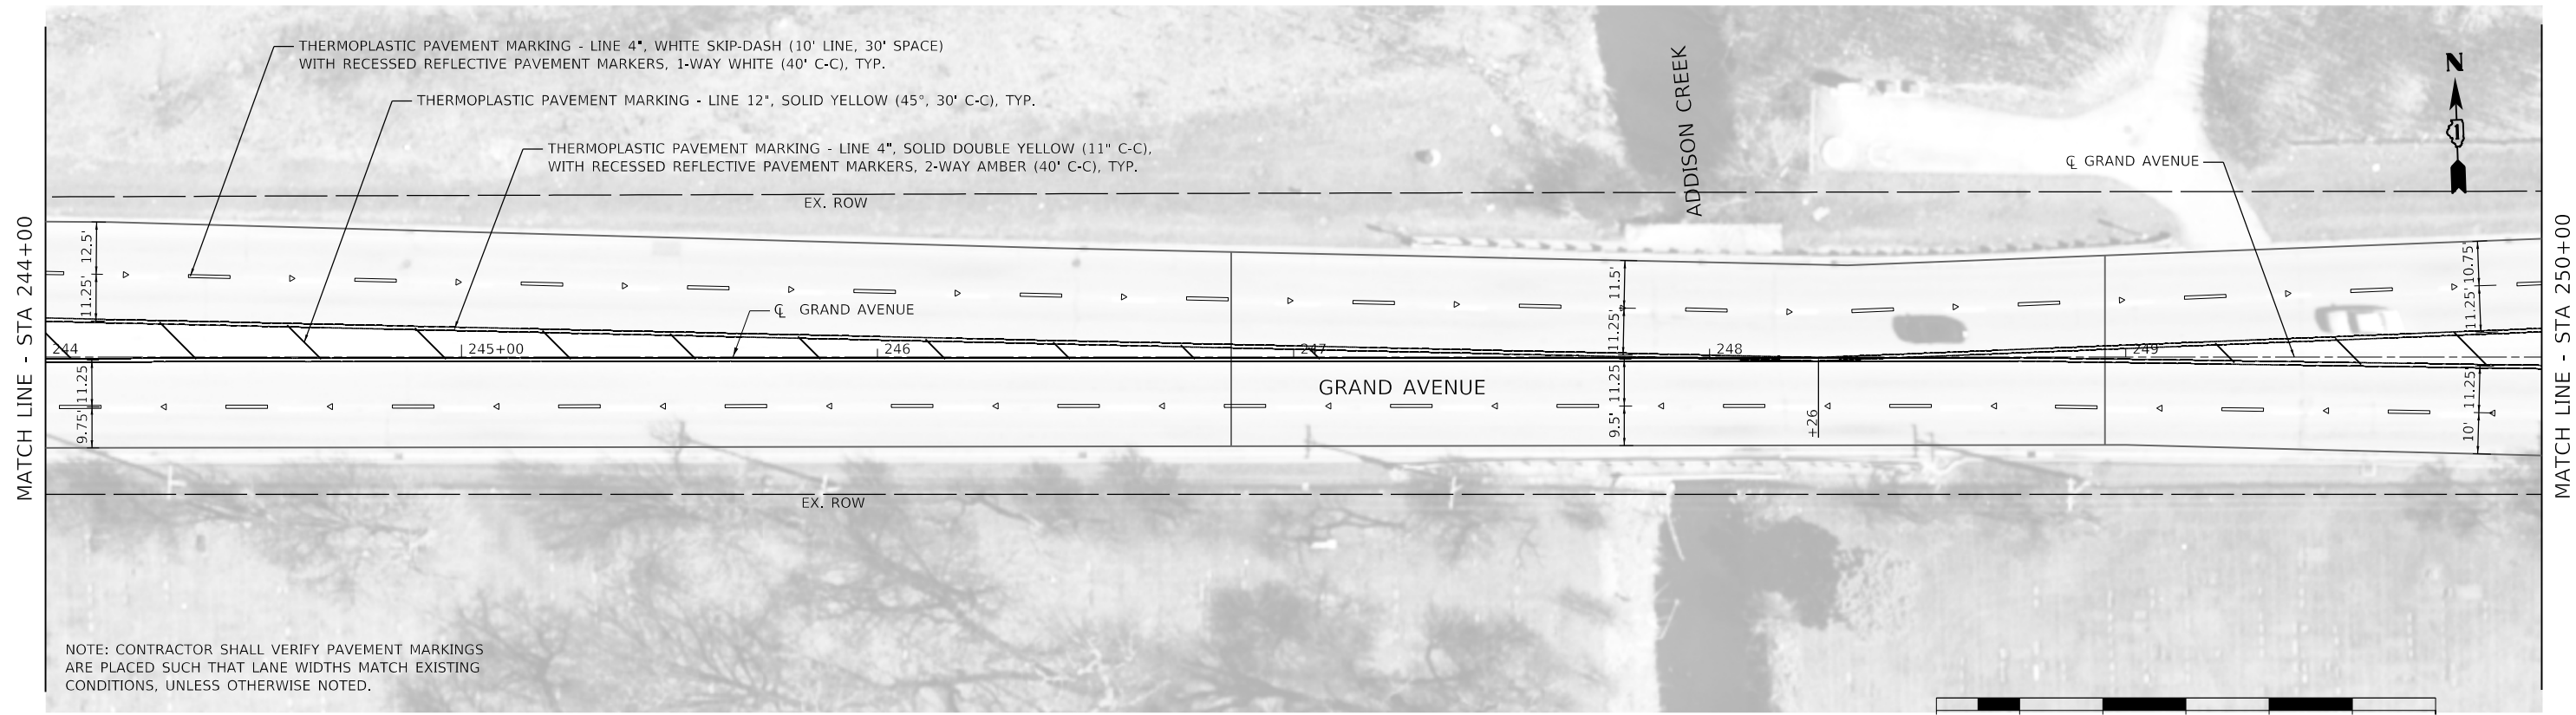 THERMOPLASTIC PAVEMENT MARKING - LINE 4", WHITE SKIP-DASH (10' LINE, 30' SPACE)
WITH RECESSED REFLECTIVE PAVEMENT MARKERS, 1-WAY WHITE (40' C-C), TYP.
THERMOPLASTIC PAVEMENT MARKING - LINE 12", SOLID YELLOW (45°, 30' C-C), TYP.
THERMOPLASTIC PAVEMENT MARKING - LINE 4", SOLID DOUBLE YELLOW (11" C-C),
WITH RECESSED REFLECTIVE PAVEMENT MARKERS, 2-WAY AMBER (40' C-C), TYP.
ADDISON CREEK
N
1
℄ GRAND AVENUE
EX. ROW
MATCH LINE - STA 244+00
MATCH LINE - STA 250+00
12.5'
11.25'
11.5'
11.25'
10.75'
11.25'
℄ GRAND AVENUE
244
245+00
246
247
248
249
11.25'
9.75'
GRAND AVENUE
11.25'
9.5'
+26
11.25'
10'
EX. ROW
NOTE: CONTRACTOR SHALL VERIFY PAVEMENT MARKINGS
ARE PLACED SUCH THAT LANE WIDTHS MATCH EXISTING
CONDITIONS, UNLESS OTHERWISE NOTED.